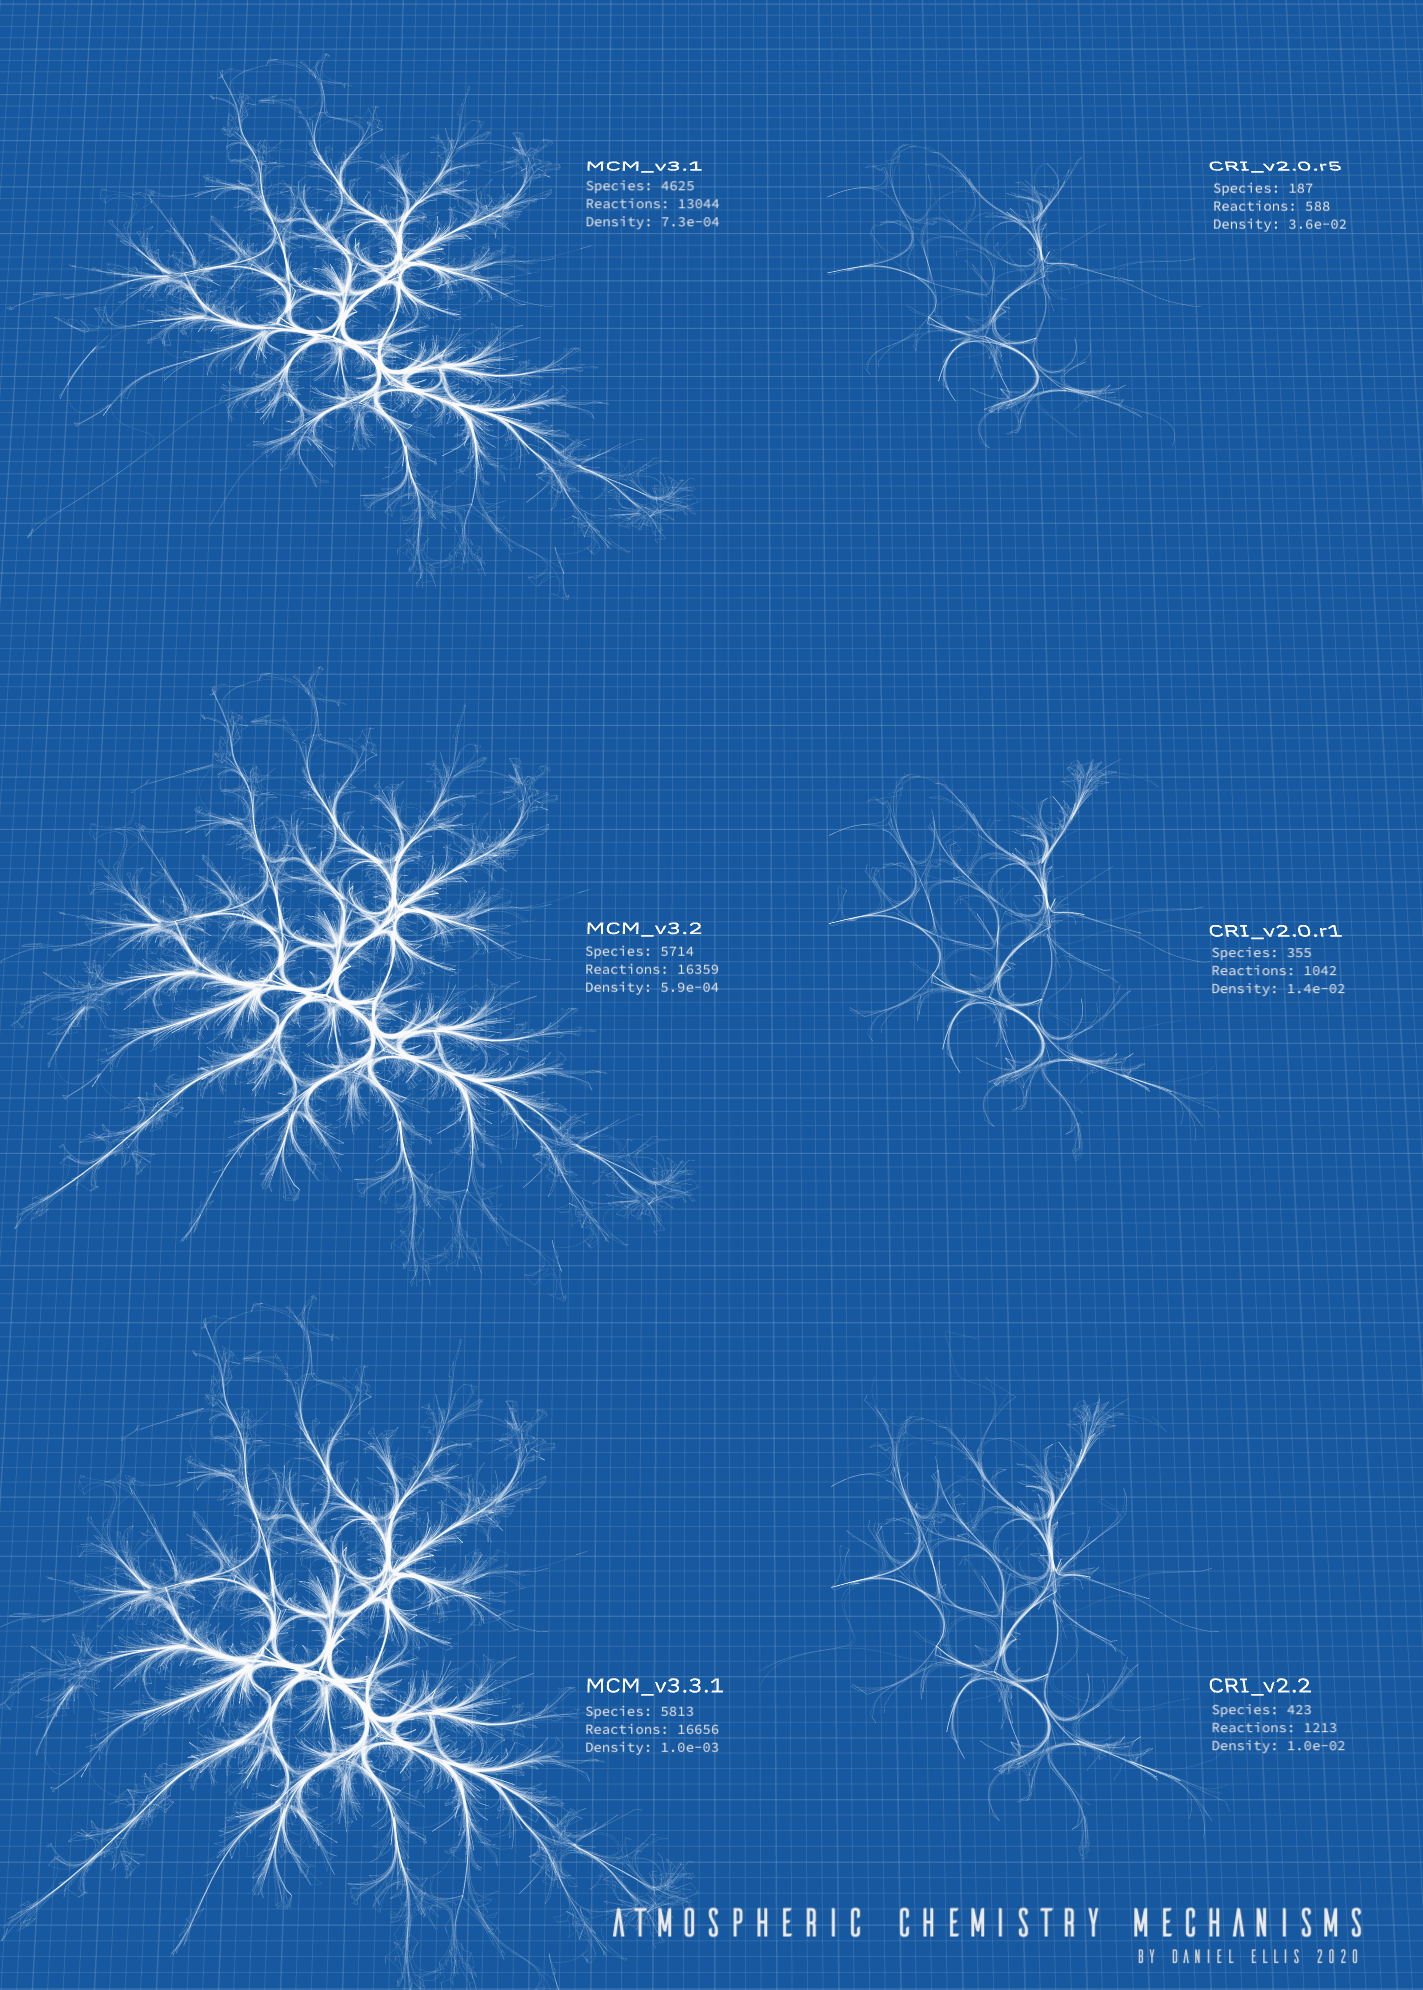 MCM_v3.1
Species: 4625
Reactions: 13044
Density: 7.3e-04
CRI_v2.0.r5
Species: 187
Reactions: 588
Density: 3.6e-02
MCM_v3.2
Species: 5714
Reactions: 16359
Density: 5.9e-04
CRI_v2.0.r1
Species: 355
Reactions: 1042
Density: 1.4e-02
MCM_v3.3.1
Species: 5813
Reactions: 16656
Density: 1.0e-03
CRI_v2.2
Species: 423
Reactions: 1213
Density: 1.0e-02
ATMOSPHERIC CHEMISTRY MECHANISMS
BY DANIEL ELLIS 2020